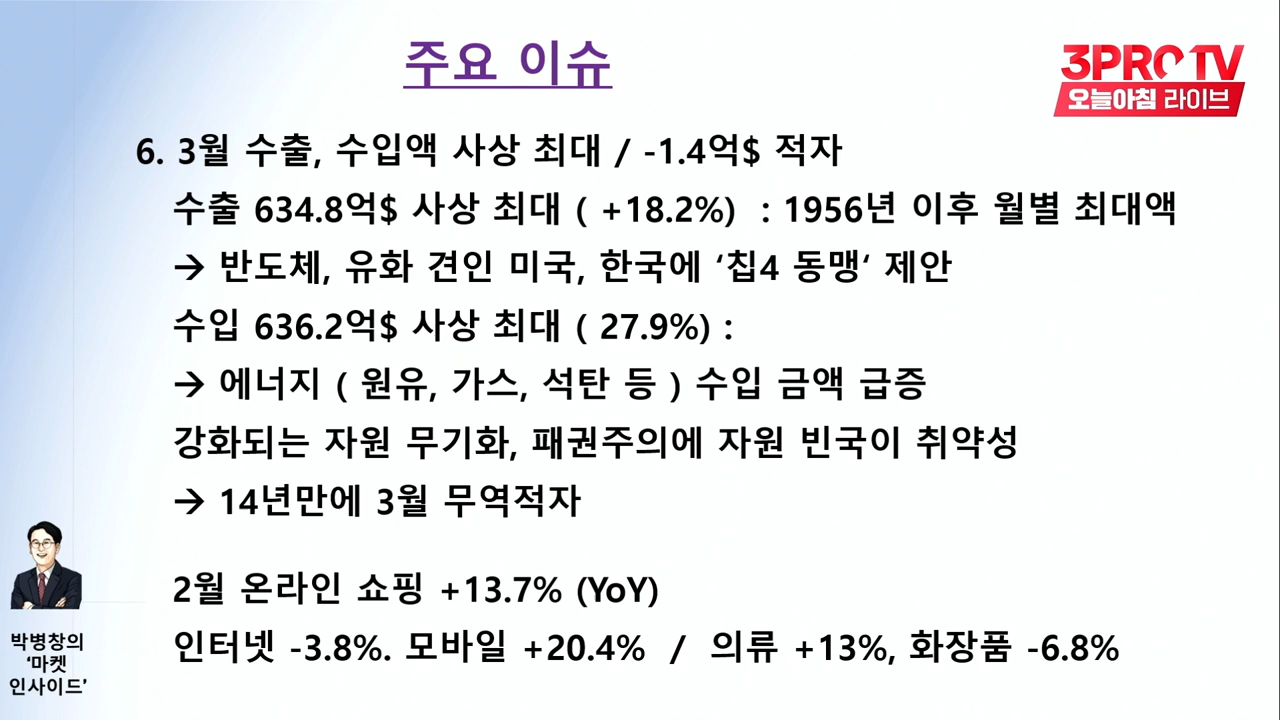 주요 이슈
3PRO TV
오늘아침 라이브
6. 3월 수출, 수입액 사상 최대 / -1.4억$ 적자
수출 634.8억$ 사상 최대 ( +18.2%) : 1956년 이후 월별 최대액
→ 반도체, 유화 견인 미국, 한국에 ‘칩4 동맹‘ 제안
수입 636.2억$ 사상 최대 ( 27.9%) :
→ 에너지 ( 원유, 가스, 석탄 등 ) 수입 금액 급증
강화되는 자원 무기화, 패권주의에 자원 빈국이 취약성
→ 14년만에 3월 무역적자
2월 온라인 쇼핑 +13.7% (YoY)
인터넷 -3.8%. 모바일 +20.4% / 의류 +13%, 화장품 -6.8%
박병창의
‘마켓
인사이드’